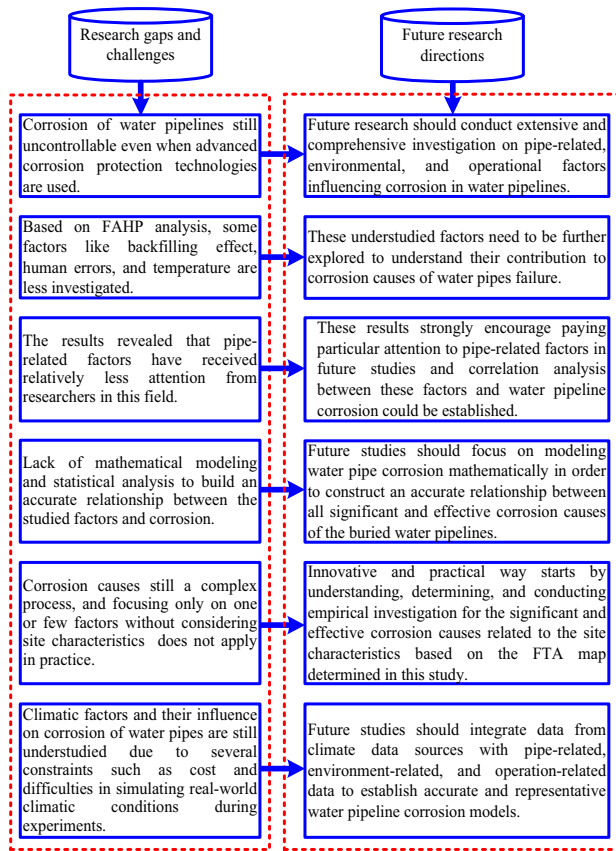 Research gaps and
challenges
Future research
directions
Corrosion of water pipelines still
uncontrollable even when advanced
corrosion protection technologies
are used.
Future research should conduct extensive and
comprehensive investigation on pipe-related,
environmental, and operational factors
influencing corrosion in water pipelines.
Based on FAHP analysis, some
factors like backfilling effect,
human errors, and temperature are
less investigated.
These understudied factors need to be further
explored to understand their contribution to
corrosion causes of water pipes failure.
The results revealed that pipe-
related factors have received
relatively less attention from
researchers in this field.
These results strongly encourage paying
particular attention to pipe-related factors in
future studies and correlation analysis
between these factors and water pipeline
corrosion could be established.
Lack of mathematical modeling
and statistical analysis to build an
accurate relationship between the
studied factors and corrosion.
Future studies should focus on modeling
water pipe corrosion mathematically in order
to construct an accurate relationship between
all significant and effective corrosion causes
of the buried water pipelines.
Corrosion causes still a complex
process, and focusing only on one
or few factors without considering
site characteristics does not apply
in practice.
Innovative and practical way starts by
understanding, determining, and conducting
empirical investigation for the significant and
effective corrosion causes related to the site
characteristics based on the FTA map
determined in this study.
Climatic factors and their influence
on corrosion of water pipes are still
understudied due to several
constraints such as cost and
difficulties in simulating real-world
climatic conditions during
experiments.
Future studies should integrate data from
climate data sources with pipe-related,
environment-related, and operation-related
data to establish accurate and representative
water pipeline corrosion models.